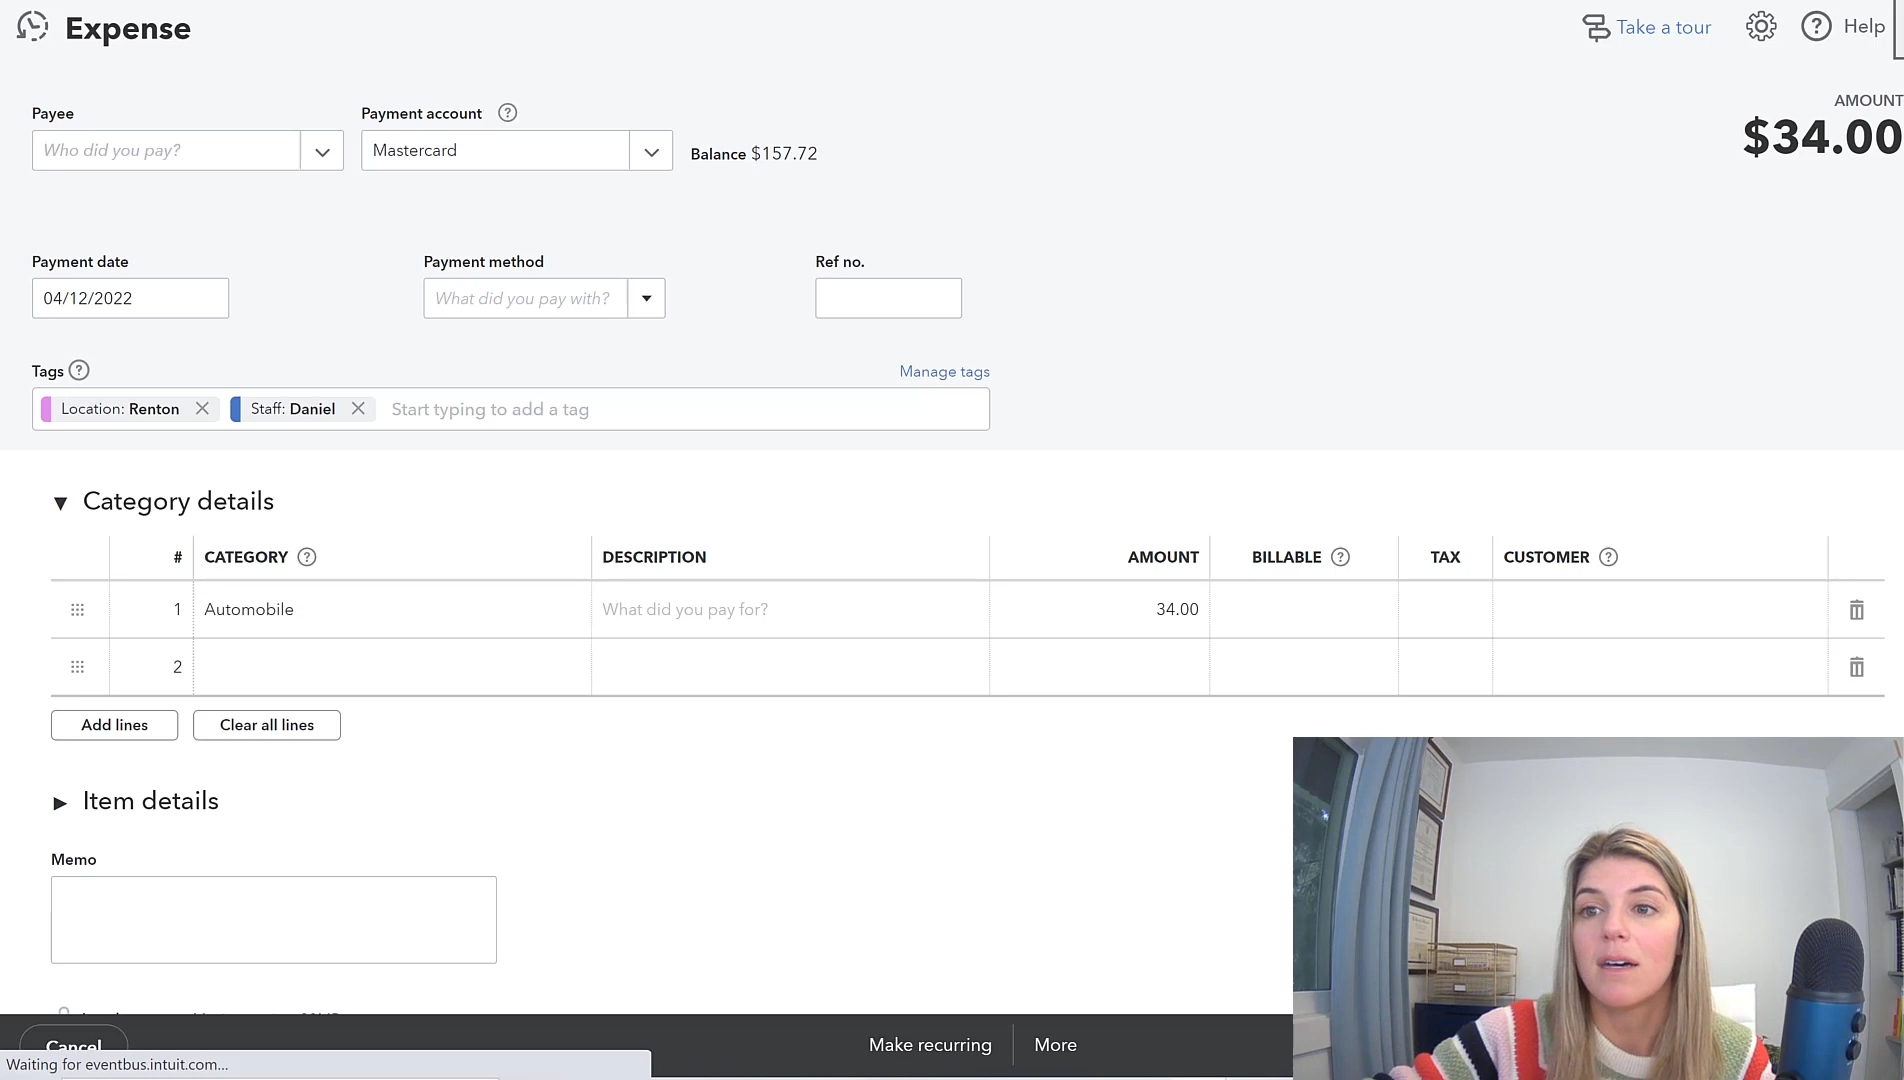 Expense
Take a tour
Help
AMOUNT
$34.00
Payee
Payment account
Who did you pay?
Mastercard
Balance $157.72
Payment date
Payment method
Ref no.
04/12/2022
What did you pay with?
Tags
Manage tags
Location: Renton
Staff: Daniel
Start typing to add a tag
Category details
# CATEGORY DESCRIPTION AMOUNT BILLABLE TAX CUSTOMER
1 Automobile What did you pay for? 34.00
2
Add lines
Clear all lines
Item details
Memo
Cancel
Make recurring
More
Waiting for eventbus.intuit.com...